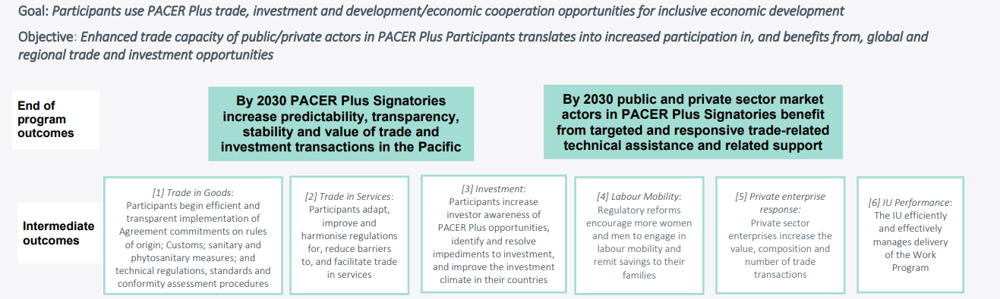 Goal: Participants use PACER Plus trade, investment and development/economic cooperation opportunities for inclusive economic development
Objective: Enhanced trade capacity of public/private actors in PACER Plus Participants translates into increased participation in, and benefits from, global and
regional trade and investment opportunities
End of
program
outcomes
By 2030 PACER Plus Signatories
increase predictability, transparency,
stability and value of trade and
investment transactions in the Pacific
By 2030 public and private sector market
actors in PACER Plus Signatories benefit
from targeted and responsive trade-related
technical assistance and related support
Intermediate
outcomes
[1] Trade in Goods:
Participants begin efficient and
transparent implementation of
Agreement commitments on rules
of origin; Customs; sanitary and
phytosanitary measures; and
technical regulations, standards and
conformity assessment procedures
[2] Trade in Services:
Participants adapt,
improve and
harmonise regulations
for, reduce barriers
to, and facilitate trade
in services
[3] Investment:
Participants increase
investor awareness of
PACER Plus opportunities,
identify and resolve
impediments to investment,
and improve the investment
climate in their countries
[4] Labour Mobility:
Regulatory reforms
encourage more women
and men to engage in
labour mobility and
remit savings to their
families
[5] Private enterprise
response:
Private sector
enterprises increase the
value, composition and
number of trade
transactions
[6] IU Performance:
The IU efficiently
and effectively
manages delivery
of the Work
Program